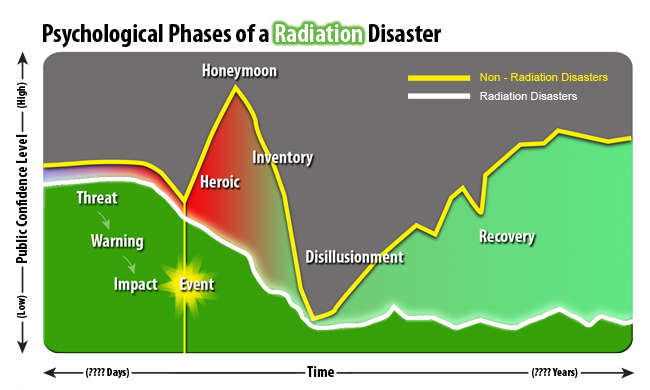 Psychological Phases of a Radiation Disaster
Honeymoon
Non - Radiation Disasters
Radiation Disasters
Inventory
Heroic
Threat
Warning
Impact
Event
Disillusionment
Recovery
(High)
Public Confidence Level
(Low)
(???? Days)
Time
(???? Years)